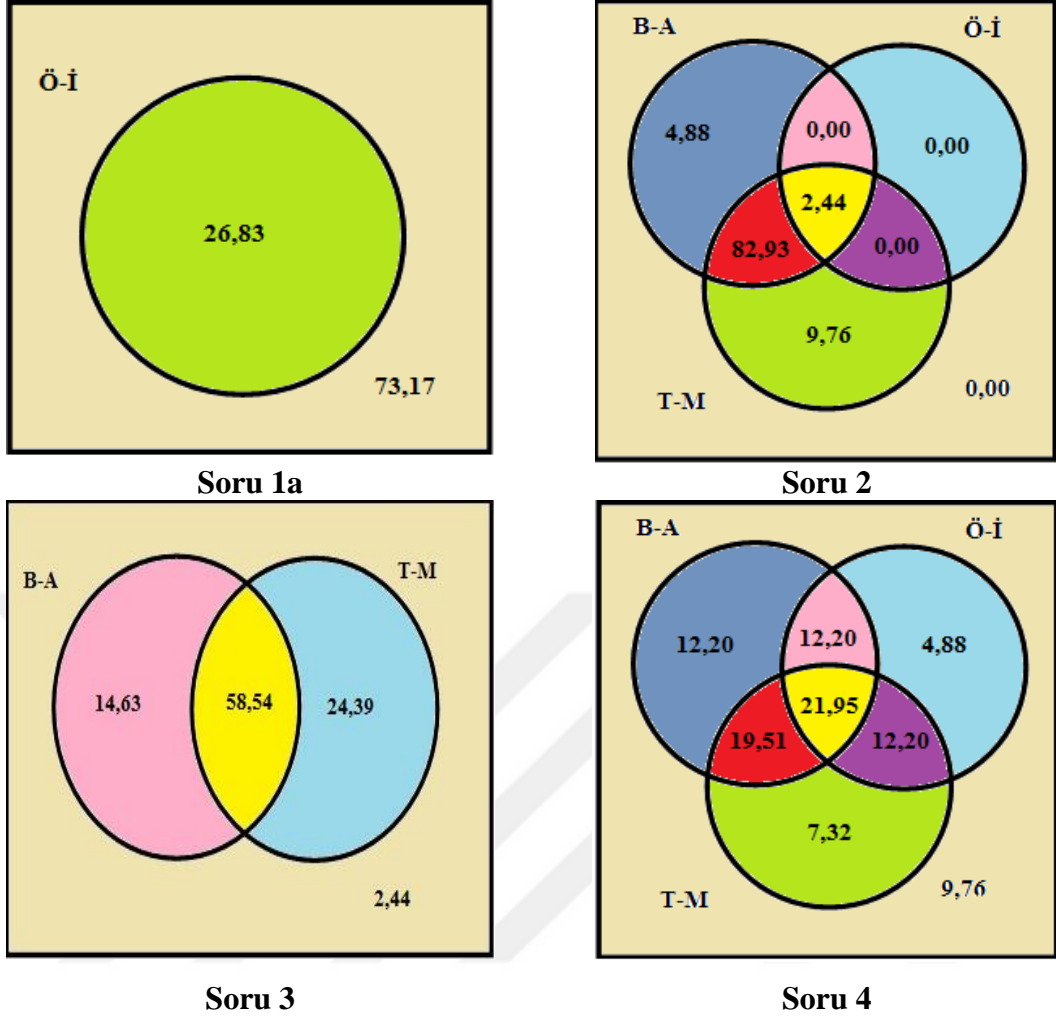 Ö-İ
26,83
73,17
Soru 1a
B-A
Ö-İ
4,88
0,00
0,00
2,44
82,93
0,00
9,76
T-M
0,00
Soru 2
B-A
T-M
14,63
58,54
24,39
2,44
Soru 3
B-A
Ö-İ
12,20
12,20
4,88
21,95
19,51
12,20
7,32
T-M
9,76
Soru 4